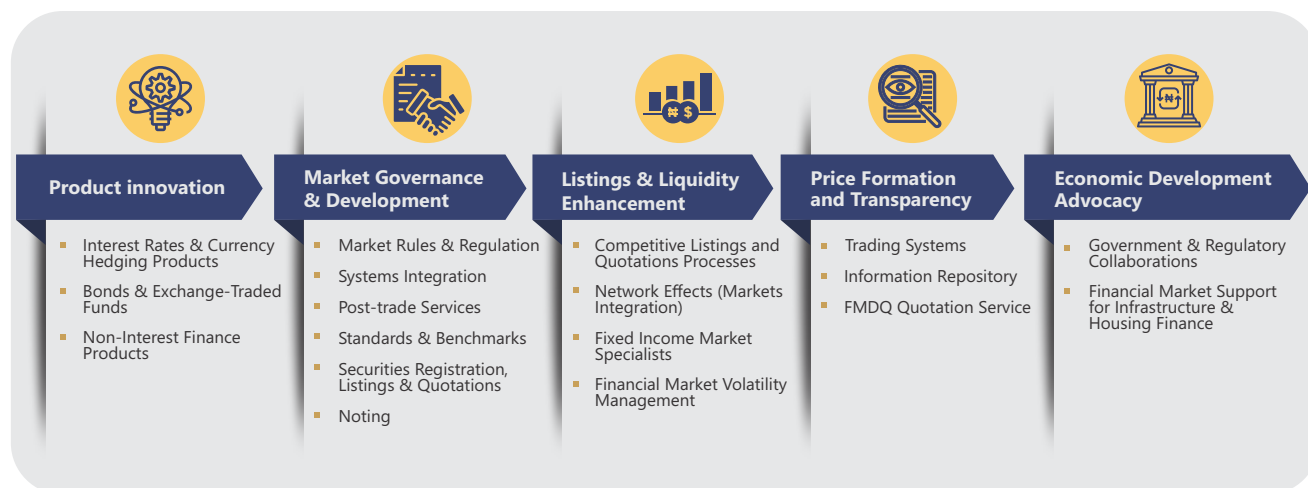 Product innovation
Interest Rates & Currency
Hedging Products
Bonds & Exchange-Traded
Funds
Non-Interest Finance
Products
Market Governance
& Development
Market Rules & Regulation
Systems Integration
Post-trade Services
Standards & Benchmarks
Securities Registration,
Listings & Quotations
Noting
Listings & Liquidity
Enhancement
₦ $
Competitive Listings and
Quotations Processes
Network Effects (Markets
Integration)
Fixed Income Market
Specialists
Financial Market Volatility
Management
Price Formation
and Transparency
Trading Systems
Information Repository
FMDQ Quotation Service
₦
Economic Development
Advocacy
Government & Regulatory
Collaborations
Financial Market Support
for Infrastructure &
Housing Finance